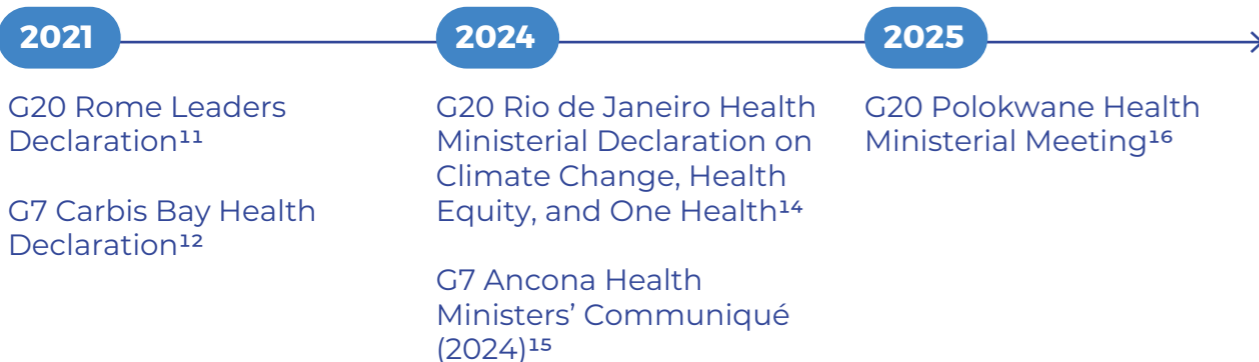 2021
G20 Rome Leaders
Declaration¹¹
G7 Carbis Bay Health
Declaration¹²
2024
G20 Rio de Janeiro Health
Ministerial Declaration on
Climate Change, Health
Equity, and One Health¹⁴
G7 Ancona Health
Ministers’ Communiqué
(2024)¹⁵
2025
G20 Polokwane Health
Ministerial Meeting¹⁶